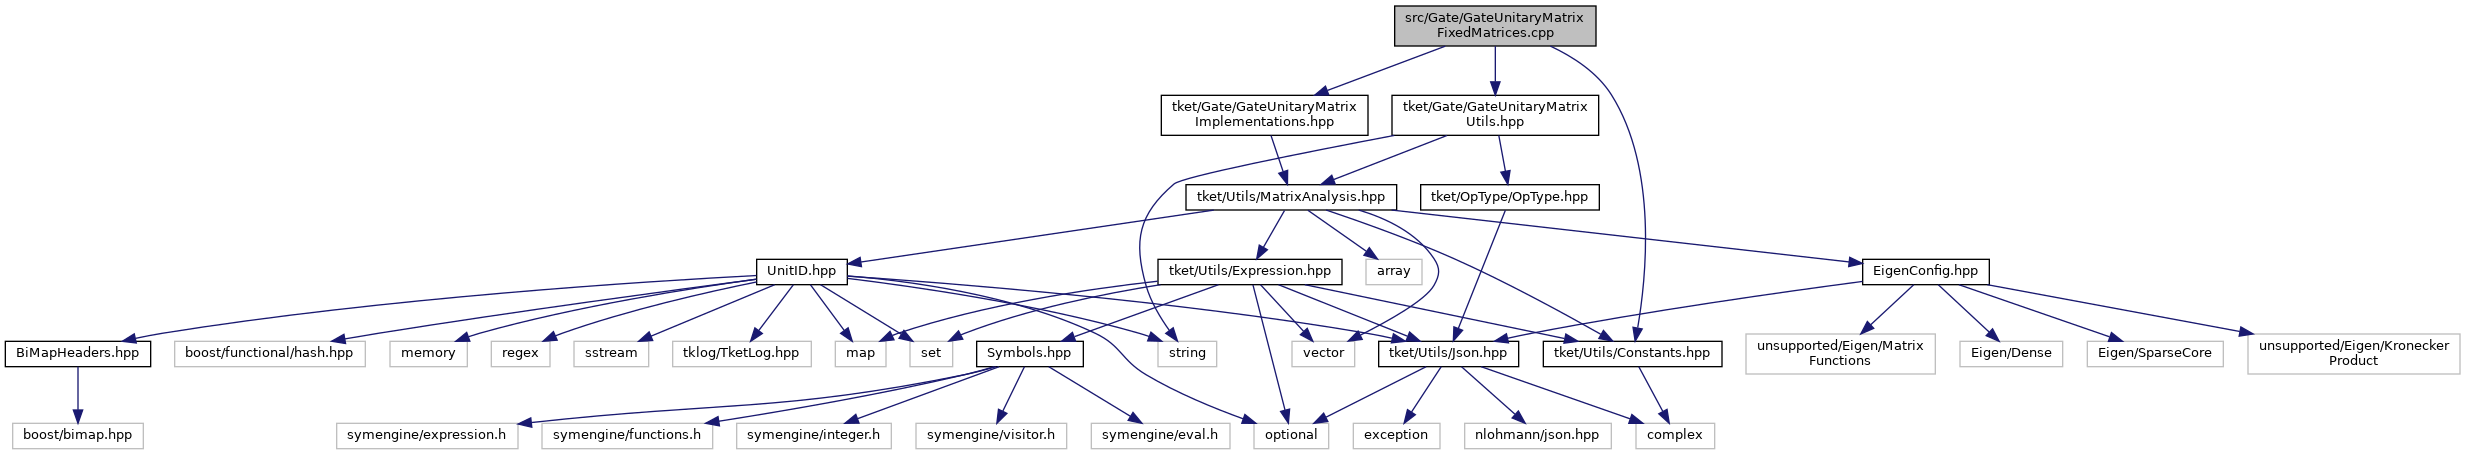 src/Gate/GateUnitaryMatrix
FixedMatrices.cpp
tket/Gate/GateUnitaryMatrix
Implementations.hpp
tket/Gate/GateUnitaryMatrix
Utils.hpp
tket/Utils/MatrixAnalysis.hpp
tket/OpType/OpType.hpp
UnitID.hpp
tket/Utils/Expression.hpp
array
EigenConfig.hpp
BiMapHeaders.hpp
boost/functional/hash.hpp
memory
regex
sstream
tklog/TketLog.hpp
map
set
Symbols.hpp
string
vector
tket/Utils/Json.hpp
tket/Utils/Constants.hpp
unsupported/Eigen/Matrix
Functions
Eigen/Dense
Eigen/SparseCore
unsupported/Eigen/Kronecker
Product
boost/bimap.hpp
symengine/expression.h
symengine/functions.h
symengine/integer.h
symengine/visitor.h
symengine/eval.h
optional
exception
nlohmann/json.hpp
complex